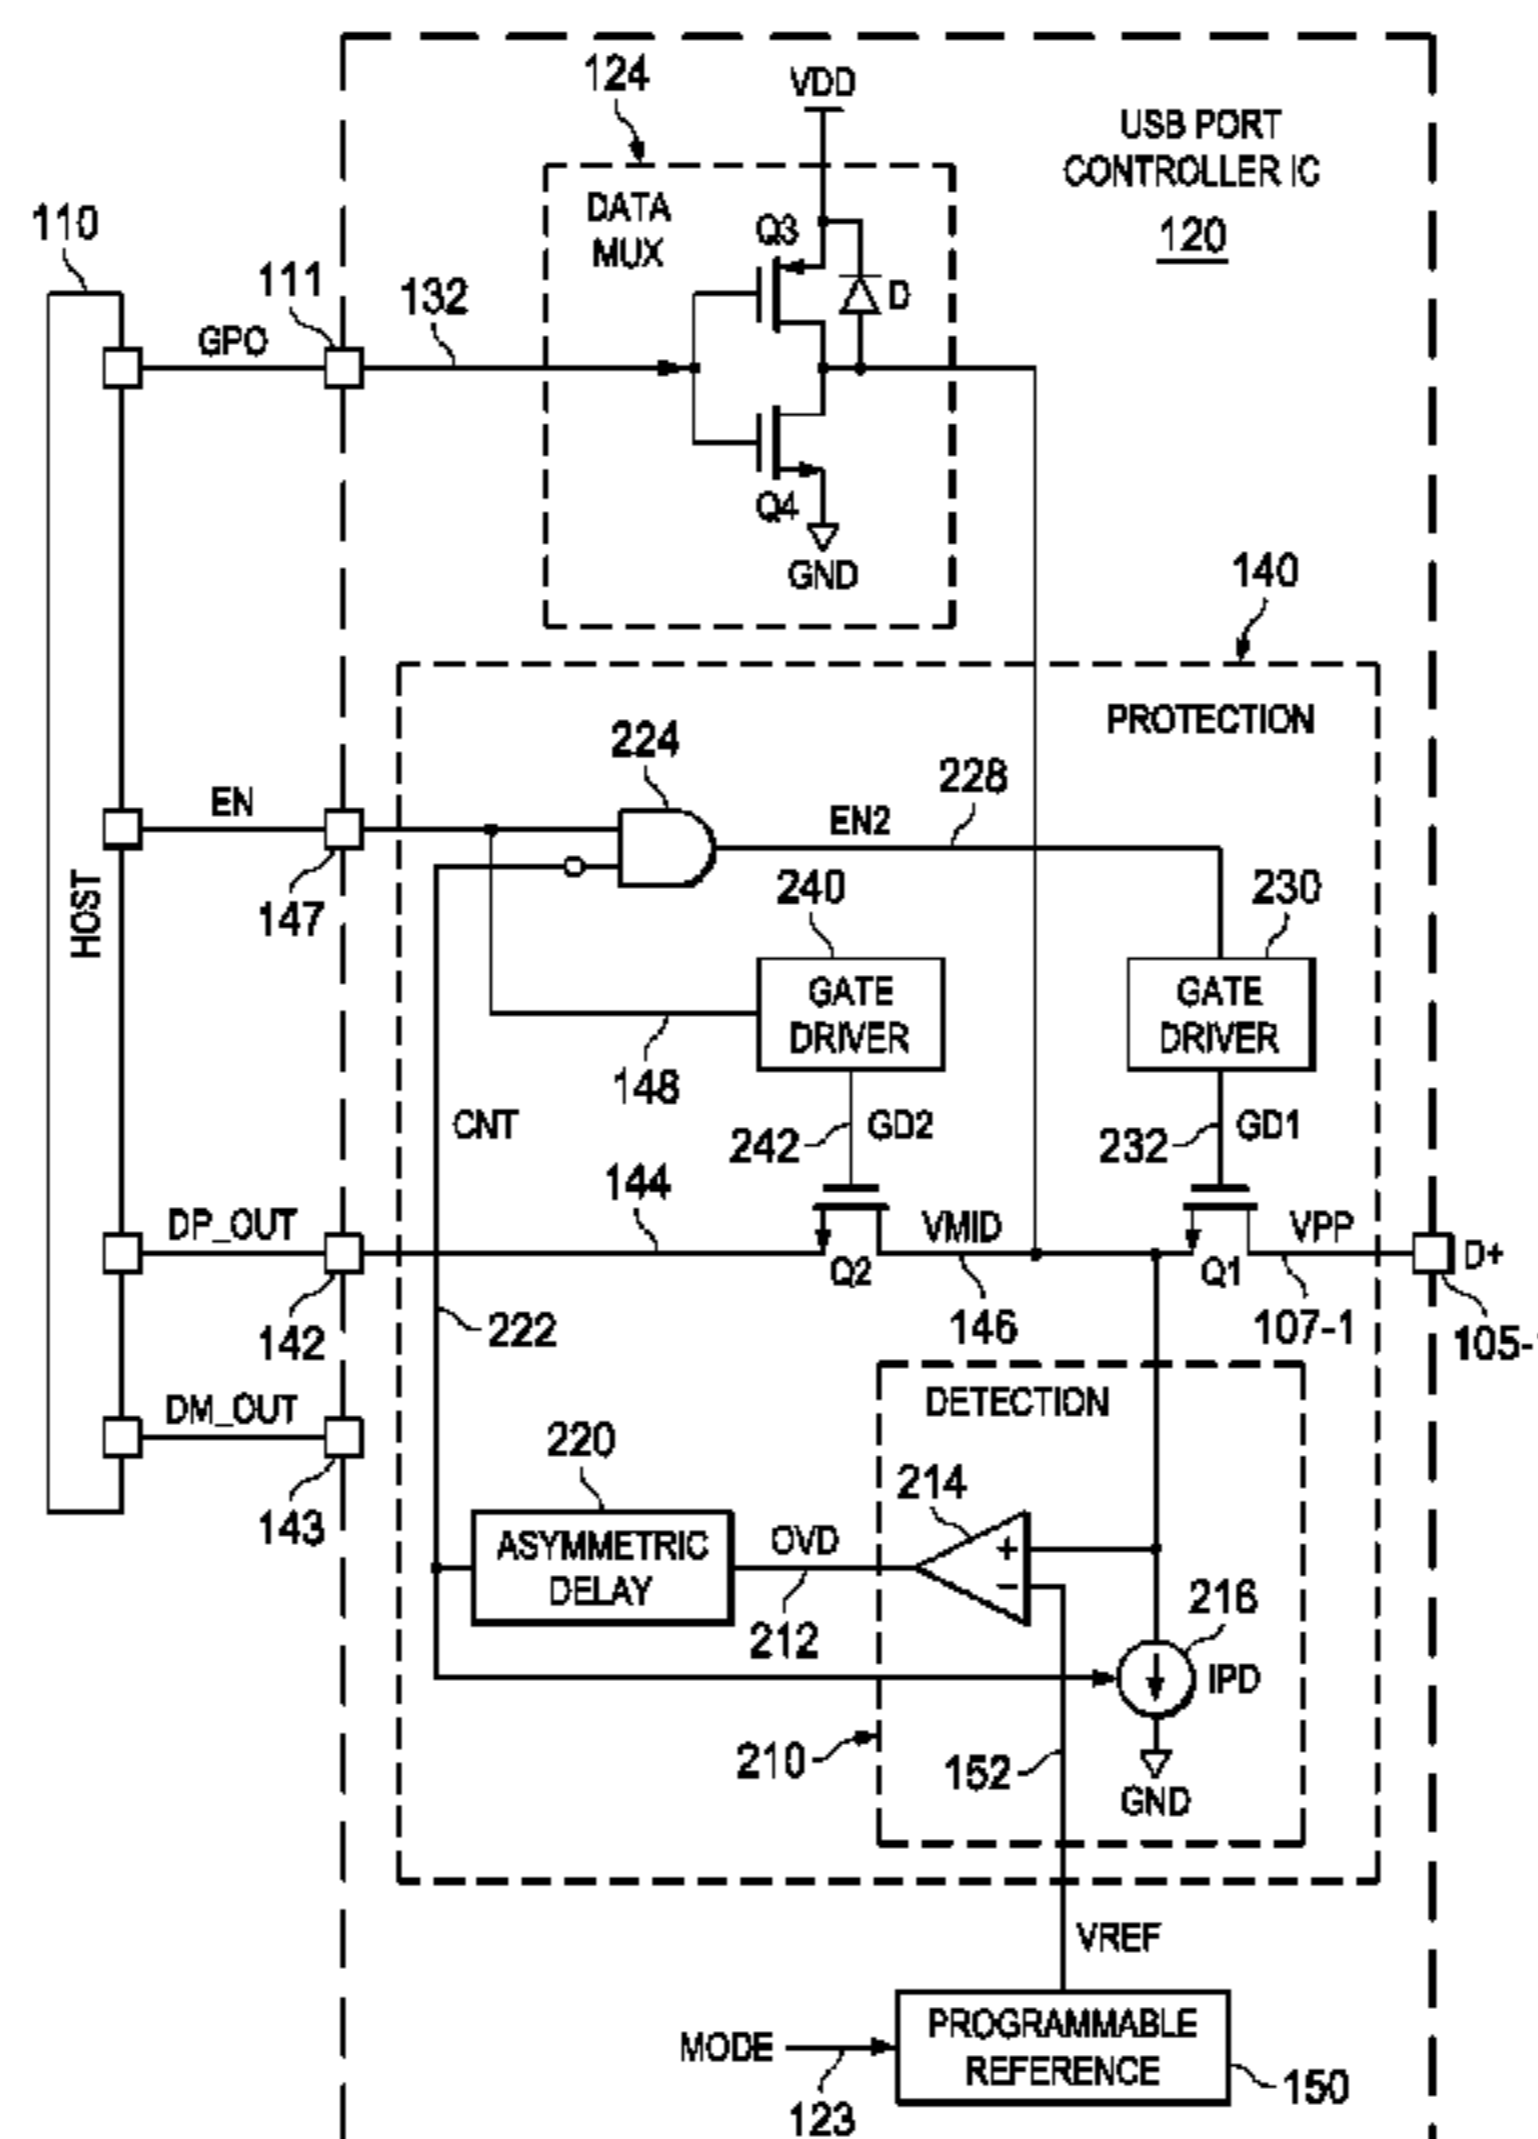 124
VDD
USB PORT
CONTROLLER IC
120
DATA
MUX
Q3
D
110
111
132
GPO
Q4
GND
140
PROTECTION
224
228
EN
EN2
240
230
147
HOST
GATE
DRIVER
GATE
DRIVER
148
CNT
242
GD2
232
GD1
144
DP_OUT
VMID
VPP
D+
Q2
Q1
142
222
146
107-1
105-
DM_OUT
DETECTION
220
214
143
ASYMMETRIC
DELAY
OVD
+
−
212
216
IPD
210
152
GND
VREF
MODE
PROGRAMMABLE
REFERENCE
150
123